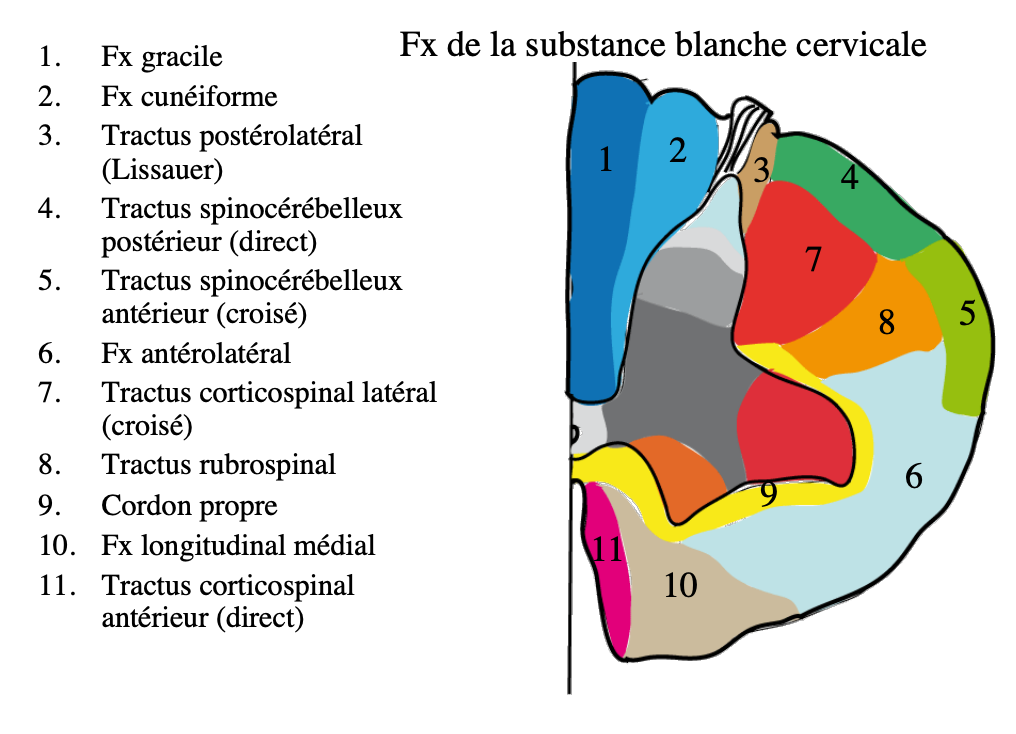 Fx de la substance blanche cervicale
1. Fx gracile
2. Fx cunéiforme
3. Tractus postérolatéral
(Lissauer)
4. Tractus spinocérébelleux
postérieur (direct)
5. Tractus spinocérébelleux
antérieur (croisé)
6. Fx antérolatéral
7. Tractus corticospinal latéral
(croisé)
8. Tractus rubrospinal
9. Cordon propre
10. Fx longitudinal médial
11. Tractus corticospinal
antérieur (direct)
1
2
3
4
7
5
8
6
9
11
10